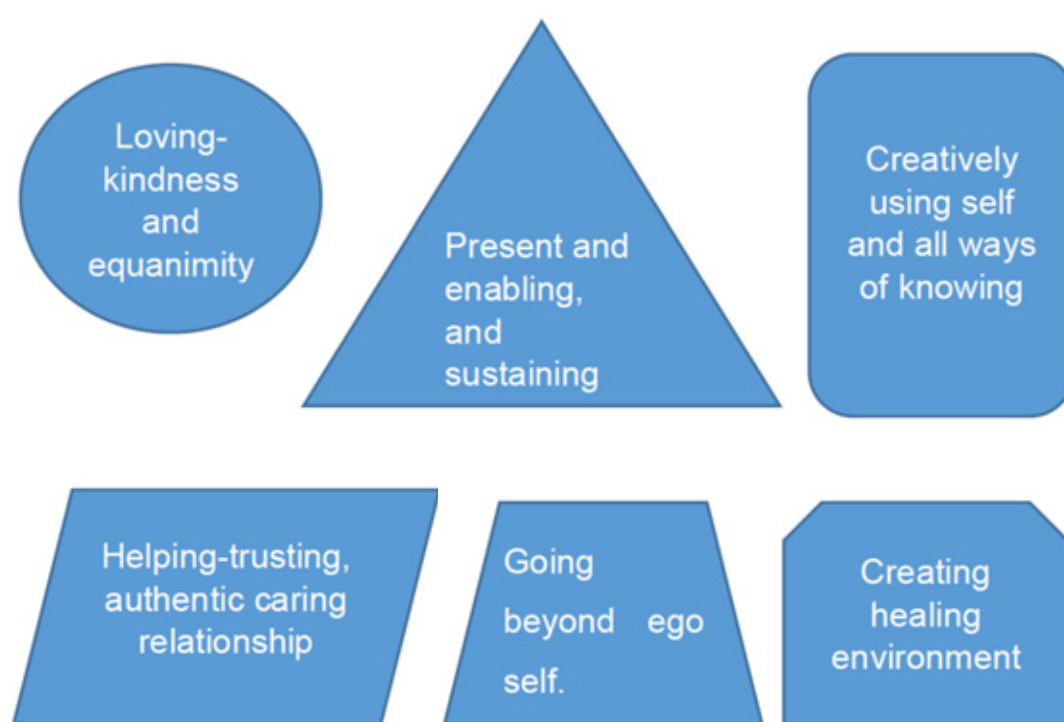 Loving-
kindness
and
equanimity
Present and
enabling,
and
sustaining
Creatively
using self
and all ways
of knowing
Helping-trusting,
authentic caring
relationship
Going
beyond ego
self.
Creating
healing
environment